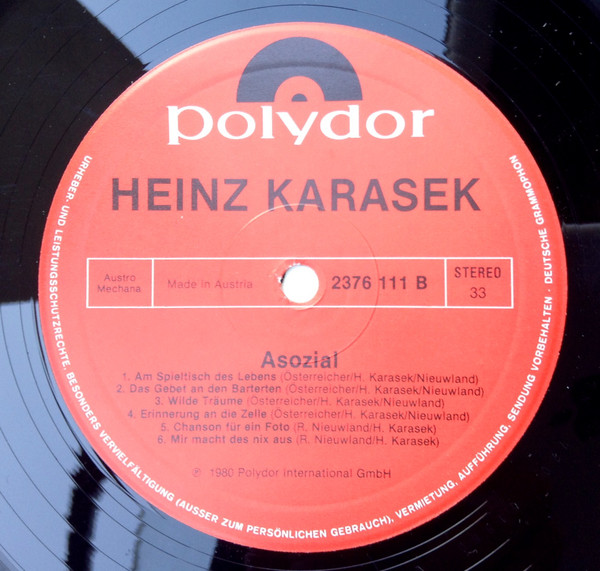 Polydor
HEINZ KARASEK
Austro
Mechana
Made in Austria
2376 111 B
STEREO
33
Asozial
1. Am Spieltisch des Lebens (Österreicher/H. Karasek/Nieuwland)
2. Das Gebet an den Barterten (Österreicher/H. Karasek/Nieuwland)
3. Wilde Träume (Österreicher/H. Karasek/Nieuwland)
4. Erinnerung an die Zelle (Österreicher/H. Karasek/Nieuwland)
5. Chanson für ein Foto (R. Nieuwland/H. Karasek)
6. Mir macht des nix aus (R. Nieuwland/H. Karasek)
℗ 1980 Polydor International GmbH
URHEBER- UND LEISTUNGSSCHUTZRECHTE, BESONDERS VERVIELFÄLTIGUNG (AUSSER ZUM PERSÖNLICHEN GEBRAUCH), VERMIETUNG, AUFFÜHRUNG, SENDUNG VORBEHALTEN · DEUTSCHE GRAMMOPHON